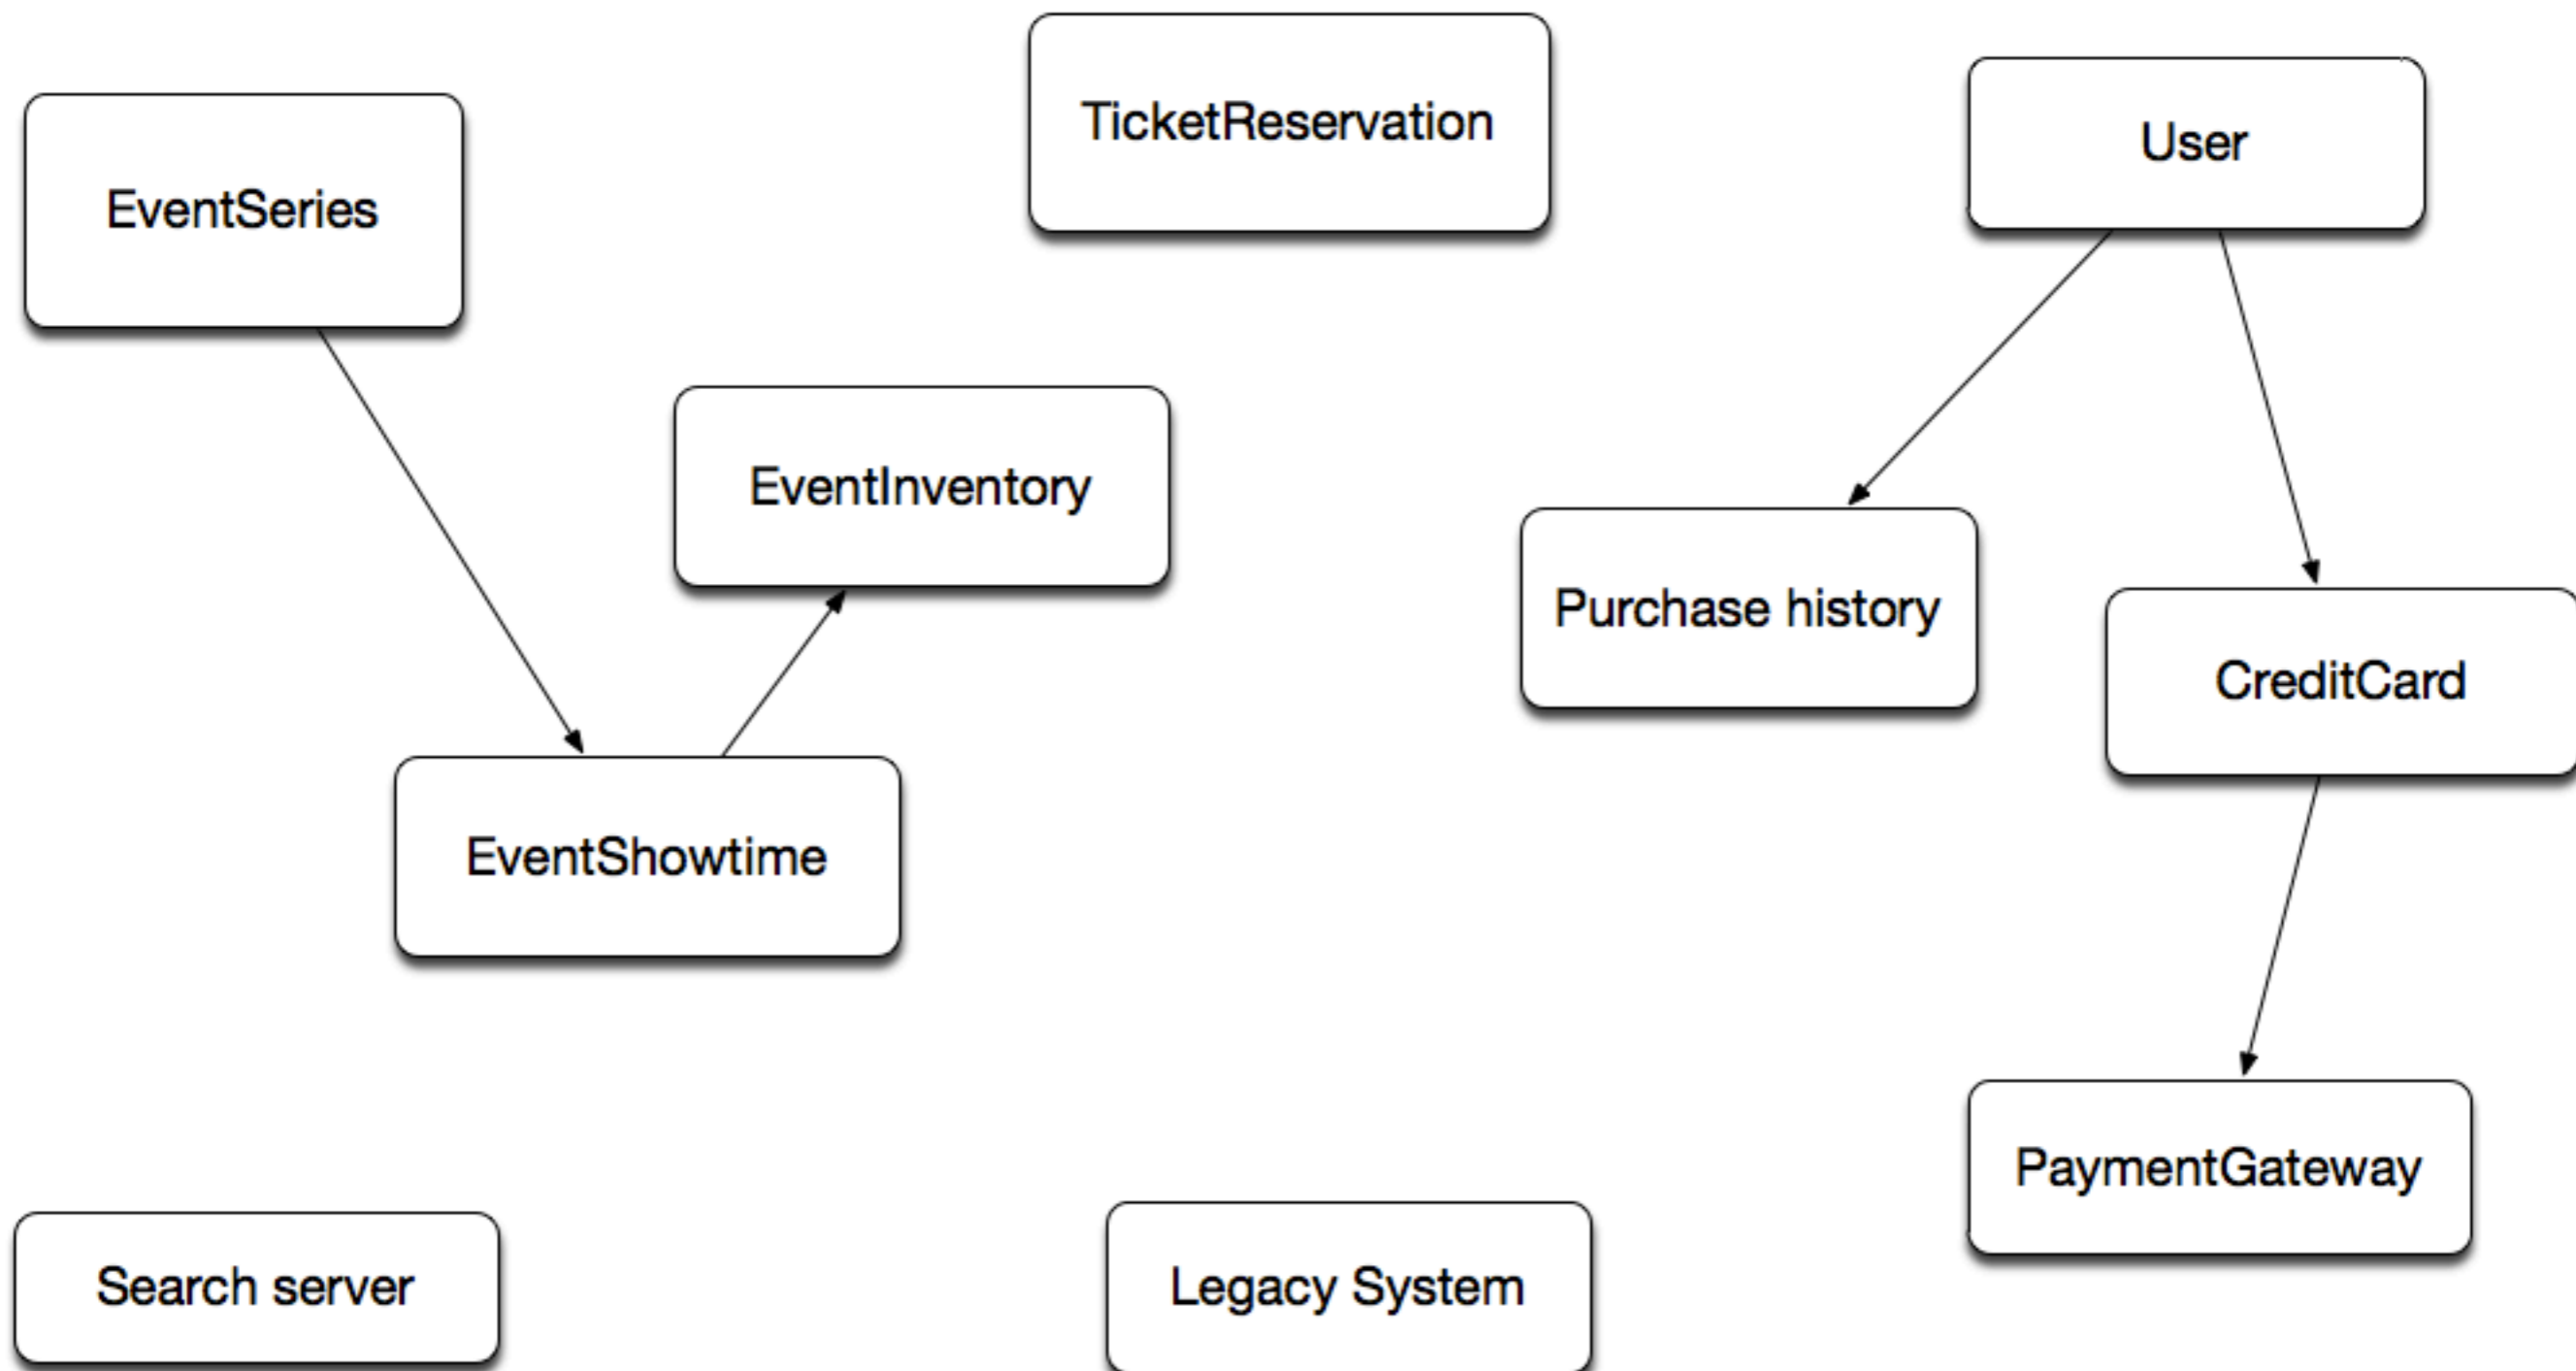 TicketReservation
User
EventSeries
EventInventory
Purchase history
CreditCard
EventShowtime
PaymentGateway
Search server
Legacy System